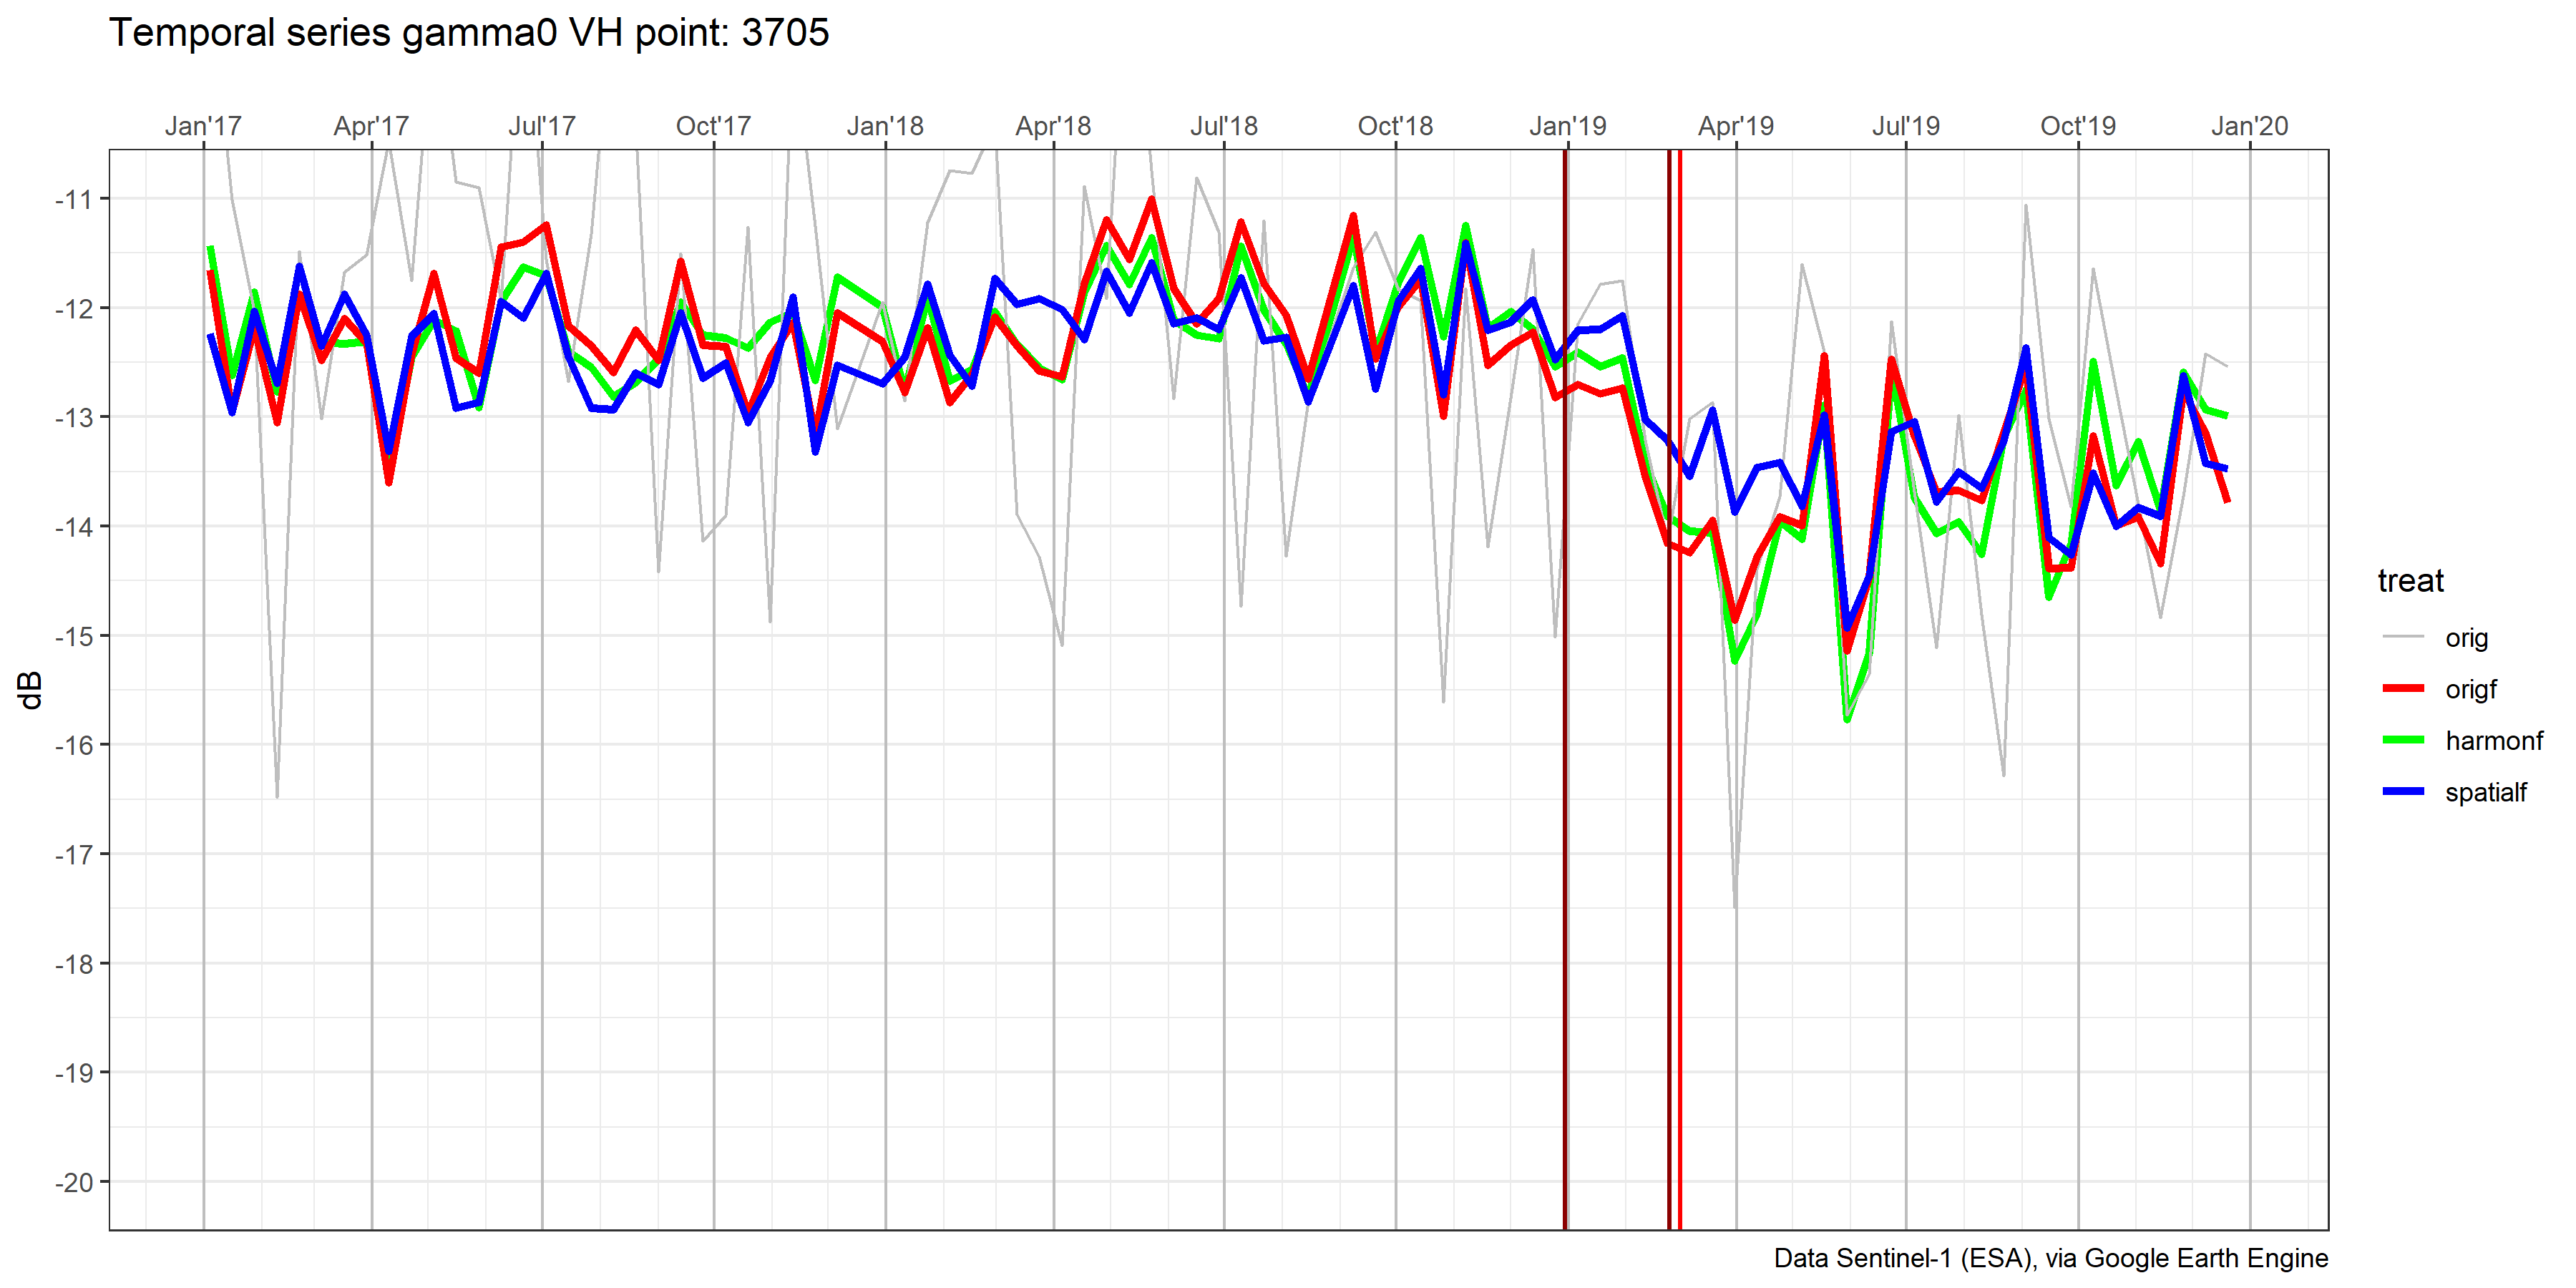 Temporal series gamma0 VH point: 3705
Jan'17 Apr'17 Jul'17 Oct'17 Jan'18 Apr'18 Jul'18 Oct'18 Jan'19 Apr'19 Jul'19 Oct'19 Jan'20
-11
-12
-13
-14
-15
-16
-17
-18
-19
-20
dB
treat
orig
origf
harmonf
spatialf
Data Sentinel-1 (ESA), via Google Earth Engine